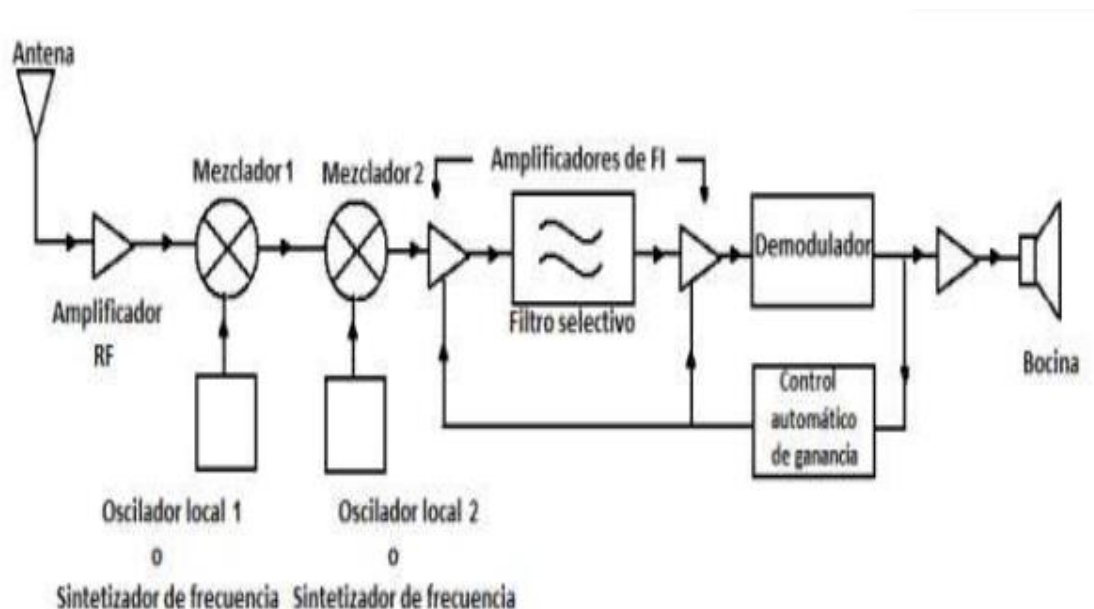 Antena
Mezclador 1
Mezclador 2
Amplificadores de FI
Demodulador
Amplificador
RF
Filtro selectivo
Bocina
Control
automático
de ganancia
Oscilador local 1
o
Sintetizador de frecuencia
Oscilador local 2
o
Sintetizador de frecuencia